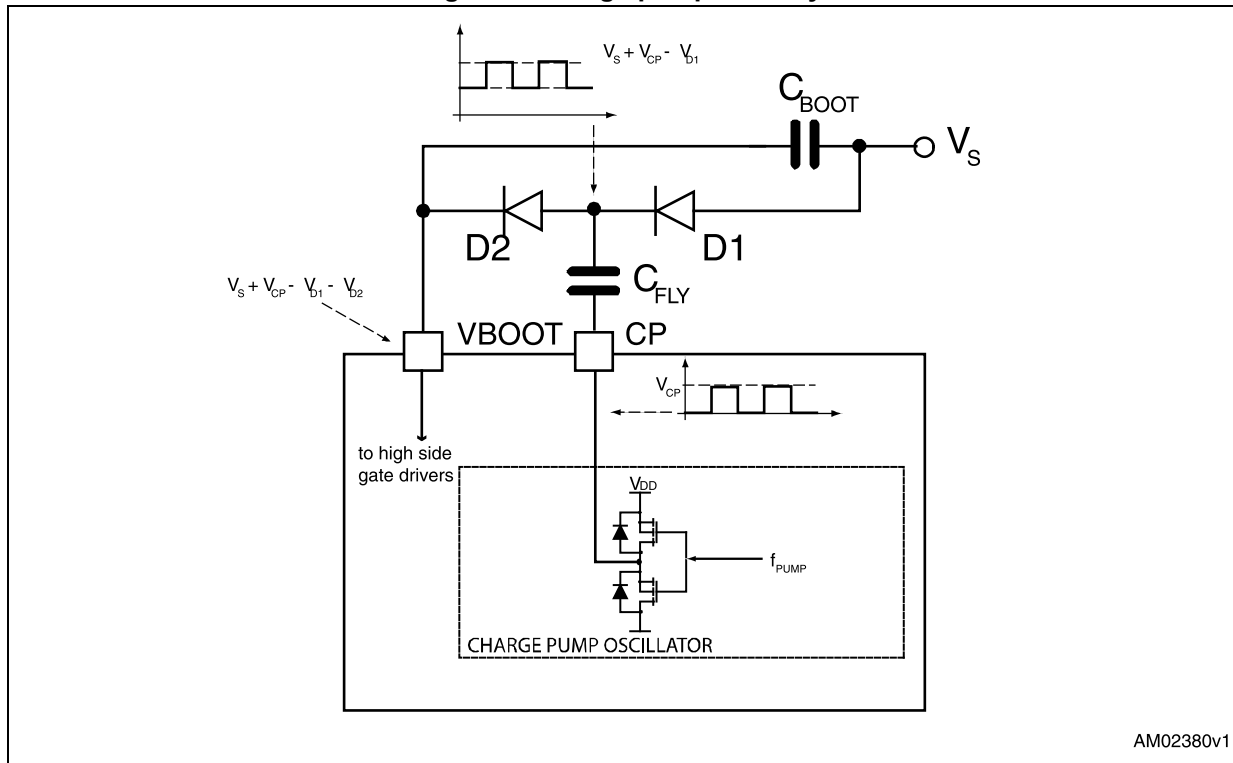 V_S + V_CP - V_D1
C_BOOT
V_S
D2
D1
C_FLY
V_S + V_CP - V_D1 - V_D2
VBOOT
CP
V_CP
to high side
gate drivers
VDD
f_PUMP
CHARGE PUMP OSCILLATOR
AM02380v1